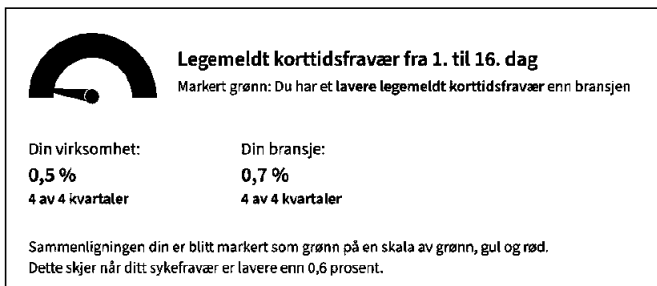 Legemeldt korttidsfravær fra 1. til 16. dag
Markert grønn: Du har et lavere legemeldt korttidsfravær enn bransjen
Din virksomhet: Din bransje:
0,5 % 0,7 %
4 av 4 kvartaler 4 av 4 kvartaler
Sammenligningen din er blitt markert som grønn på en skala av grønn, gul og rød.
Dette skjer når ditt sykefravær er lavere enn 0,6 prosent.